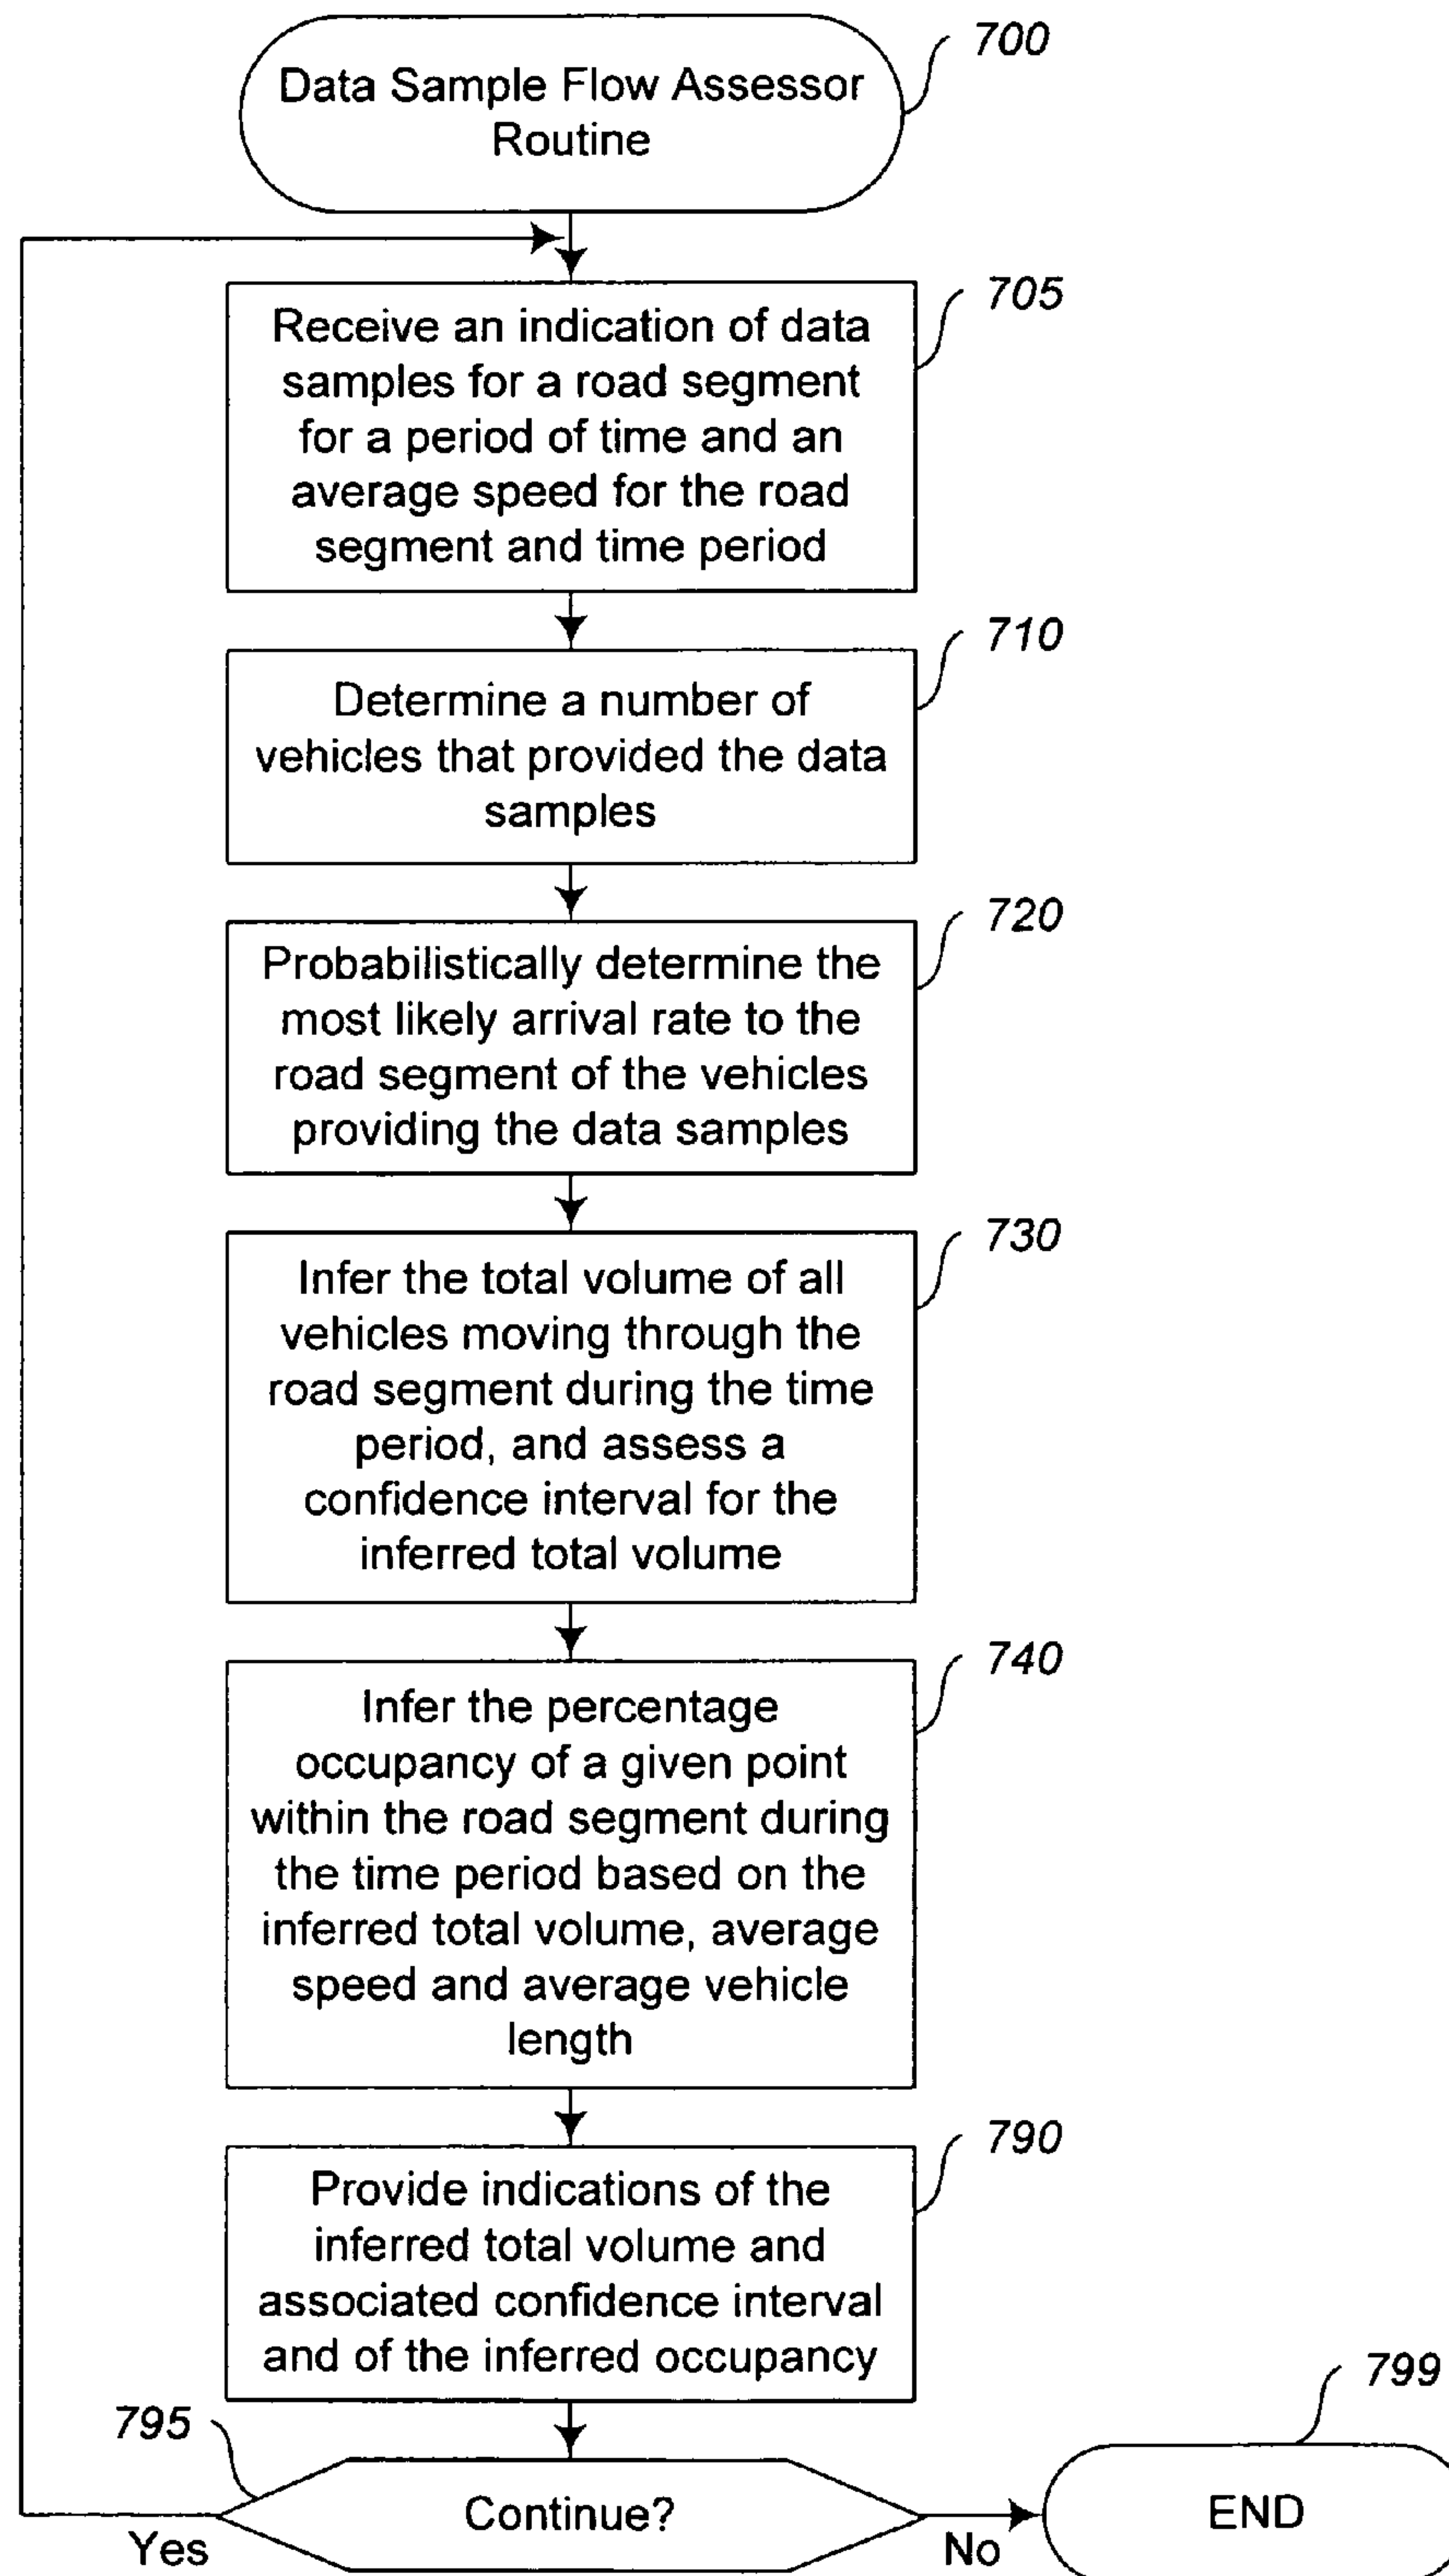 700
Data Sample Flow Assessor
Routine
705
Receive an indication of data
samples for a road segment
for a period of time and an
average speed for the road
segment and time period
710
Determine a number of
vehicles that provided the data
samples
720
Probabilistically determine the
most likely arrival rate to the
road segment of the vehicles
providing the data samples
730
Infer the total volume of all
vehicles moving through the
road segment during the time
period, and assess a
confidence interval for the
inferred total volume
740
Infer the percentage
occupancy of a given point
within the road segment during
the time period based on the
inferred total volume, average
speed and average vehicle
length
790
Provide indications of the
inferred total volume and
associated confidence interval
and of the inferred occupancy
795
799
Continue?
END
Yes
No